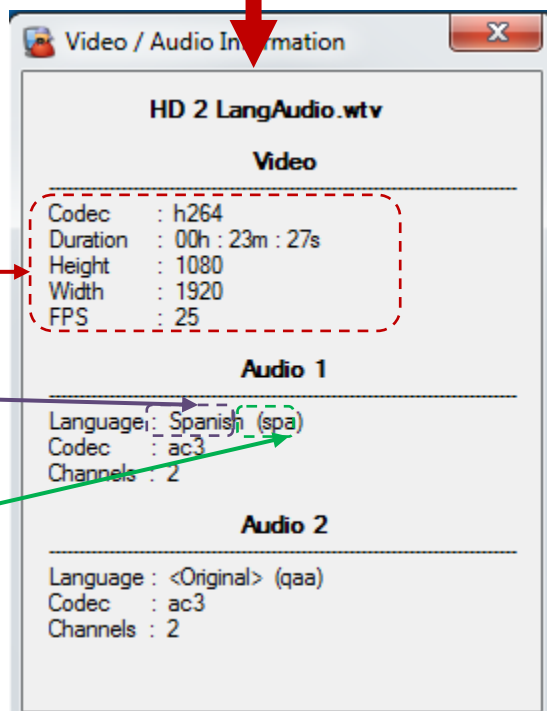 Video / Audio Information
HD 2 LangAudio.wtv
Video
Codec : h264
Duration : 00h : 23m : 27s
Height : 1080
Width : 1920
FPS : 25
Audio 1
Language : Spanish (spa)
Codec : ac3
Channels : 2
Audio 2
Language : <Original> (qaa)
Codec : ac3
Channels : 2